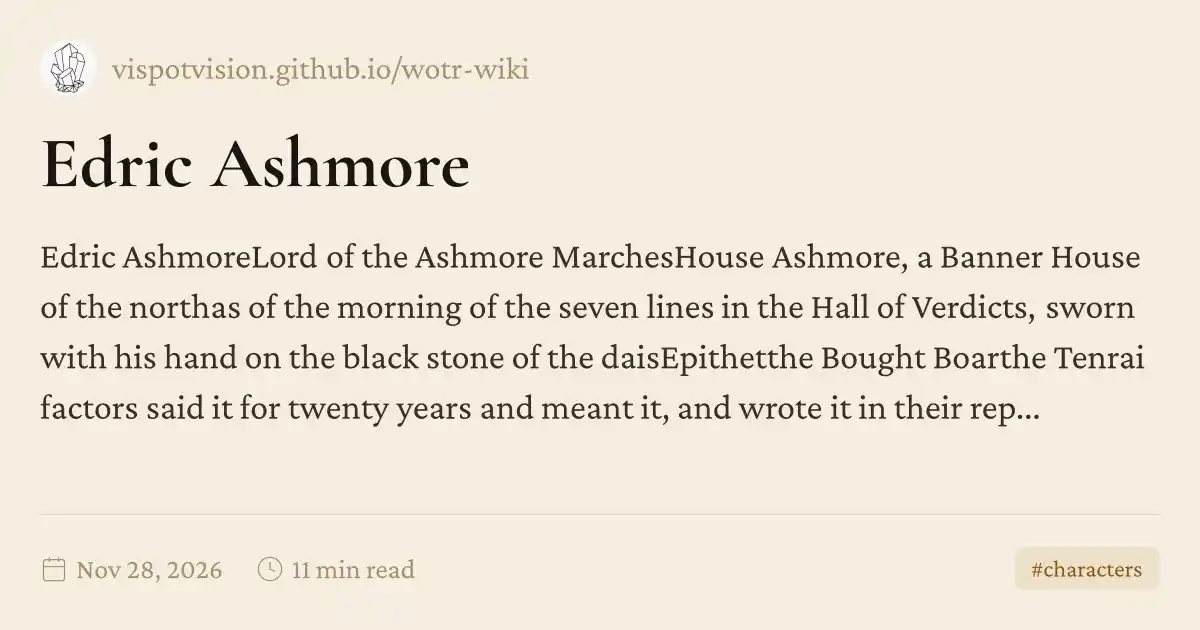 vispotvision.github.io/wotr-wiki
Edric Ashmore
Edric AshmoreLord of the Ashmore MarchesHouse Ashmore, a Banner House
of the northas of the morning of the seven lines in the Hall of Verdicts, sworn
with his hand on the black stone of the daisEpithetthe Bought Boarthe Tenrai
factors said it for twenty years and meant it, and wrote it in their rep...
Nov 28, 2026
11 min read
#characters